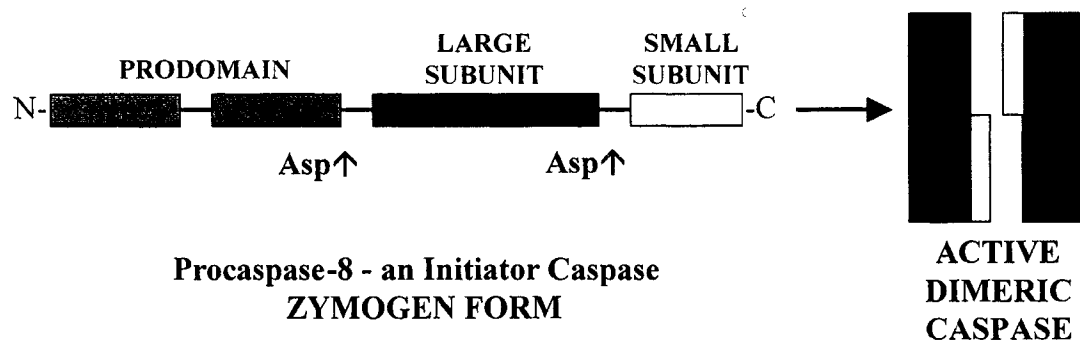 PRODOMAIN
LARGE
SUBUNIT
SMALL
SUBUNIT
N-
-C
Asp↑
Asp↑
Procaspase-8 - an Initiator Caspase
ZYMOGEN FORM
ACTIVE
DIMERIC
CASPASE